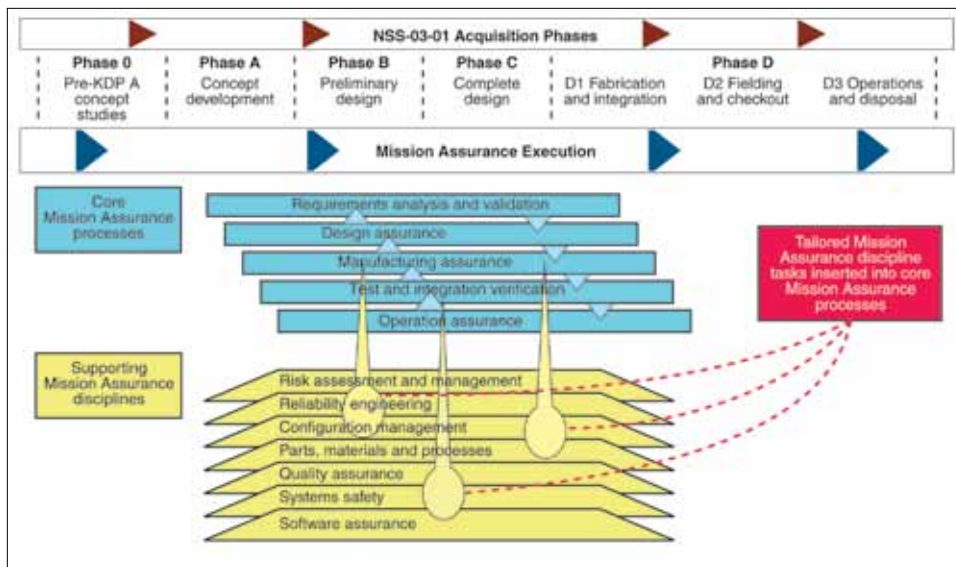 NSS-03-01 Acquisition Phases
Phase 0
Pre-KDP A
concept
studies
Phase A
Concept
development
Phase B
Preliminary
design
Phase C
Complete
design
Phase D
D1 Fabrication
and integration
D2 Fielding
and checkout
D3 Operations
and disposal
Mission Assurance Execution
Core
Mission Assurance
processes
Requirements analysis and validation
Design assurance
Manufacturing assurance
Test and integration verification
Operation assurance
Tailored Mission
Assurance discipline
tasks inserted into core
Mission Assurance
processes
Supporting
Mission Assurance
disciplines
Risk assessment and management
Reliability engineering
Configuration management
Parts, materials and processes
Quality assurance
Systems safety
Software assurance